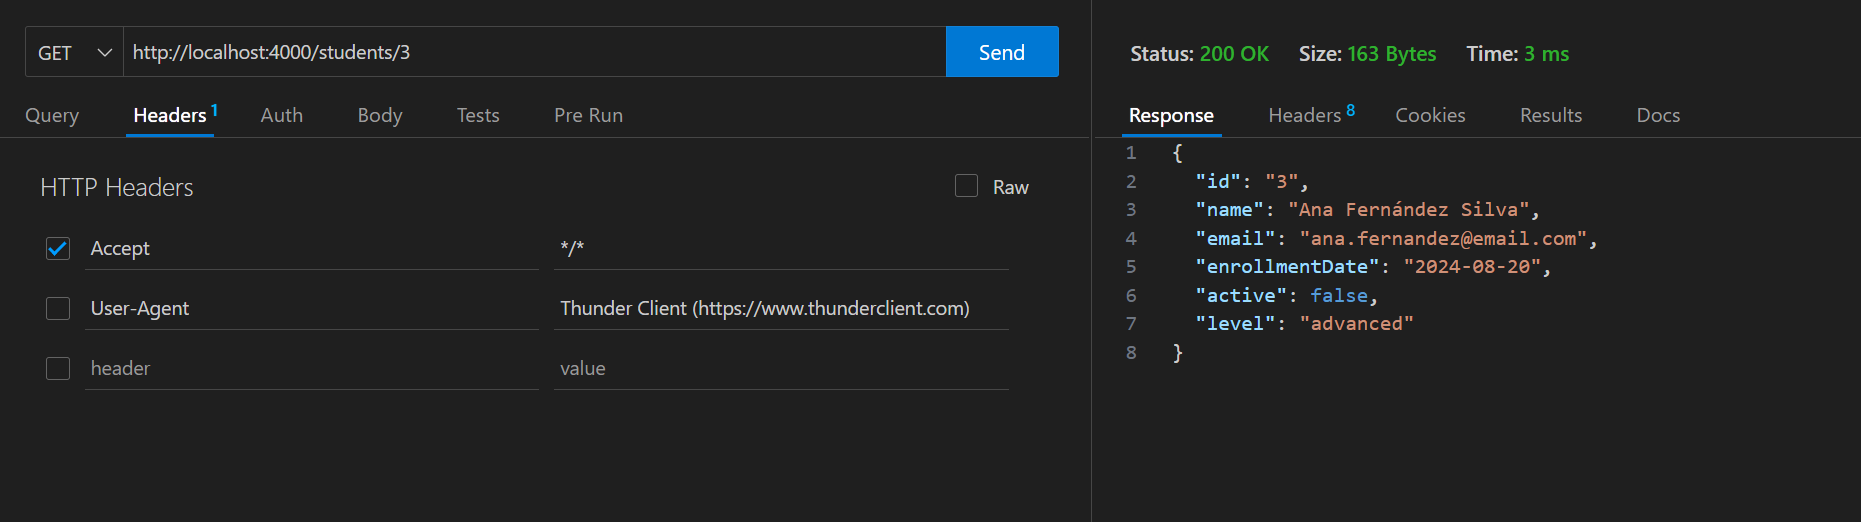 GET http://localhost:4000/students/3 Send
Query Headers 1 Auth Body Tests Pre Run
HTTP Headers Raw
Accept */*
User-Agent Thunder Client (https://www.thunderclient.com)
header value
Status: 200 OK Size: 163 Bytes Time: 3 ms
Response Headers 8 Cookies Results Docs
1 {
2 "id": "3",
3 "name": "Ana Fernández Silva",
4 "email": "ana.fernandez@email.com",
5 "enrollmentDate": "2024-08-20",
6 "active": false,
7 "level": "advanced"
8 }